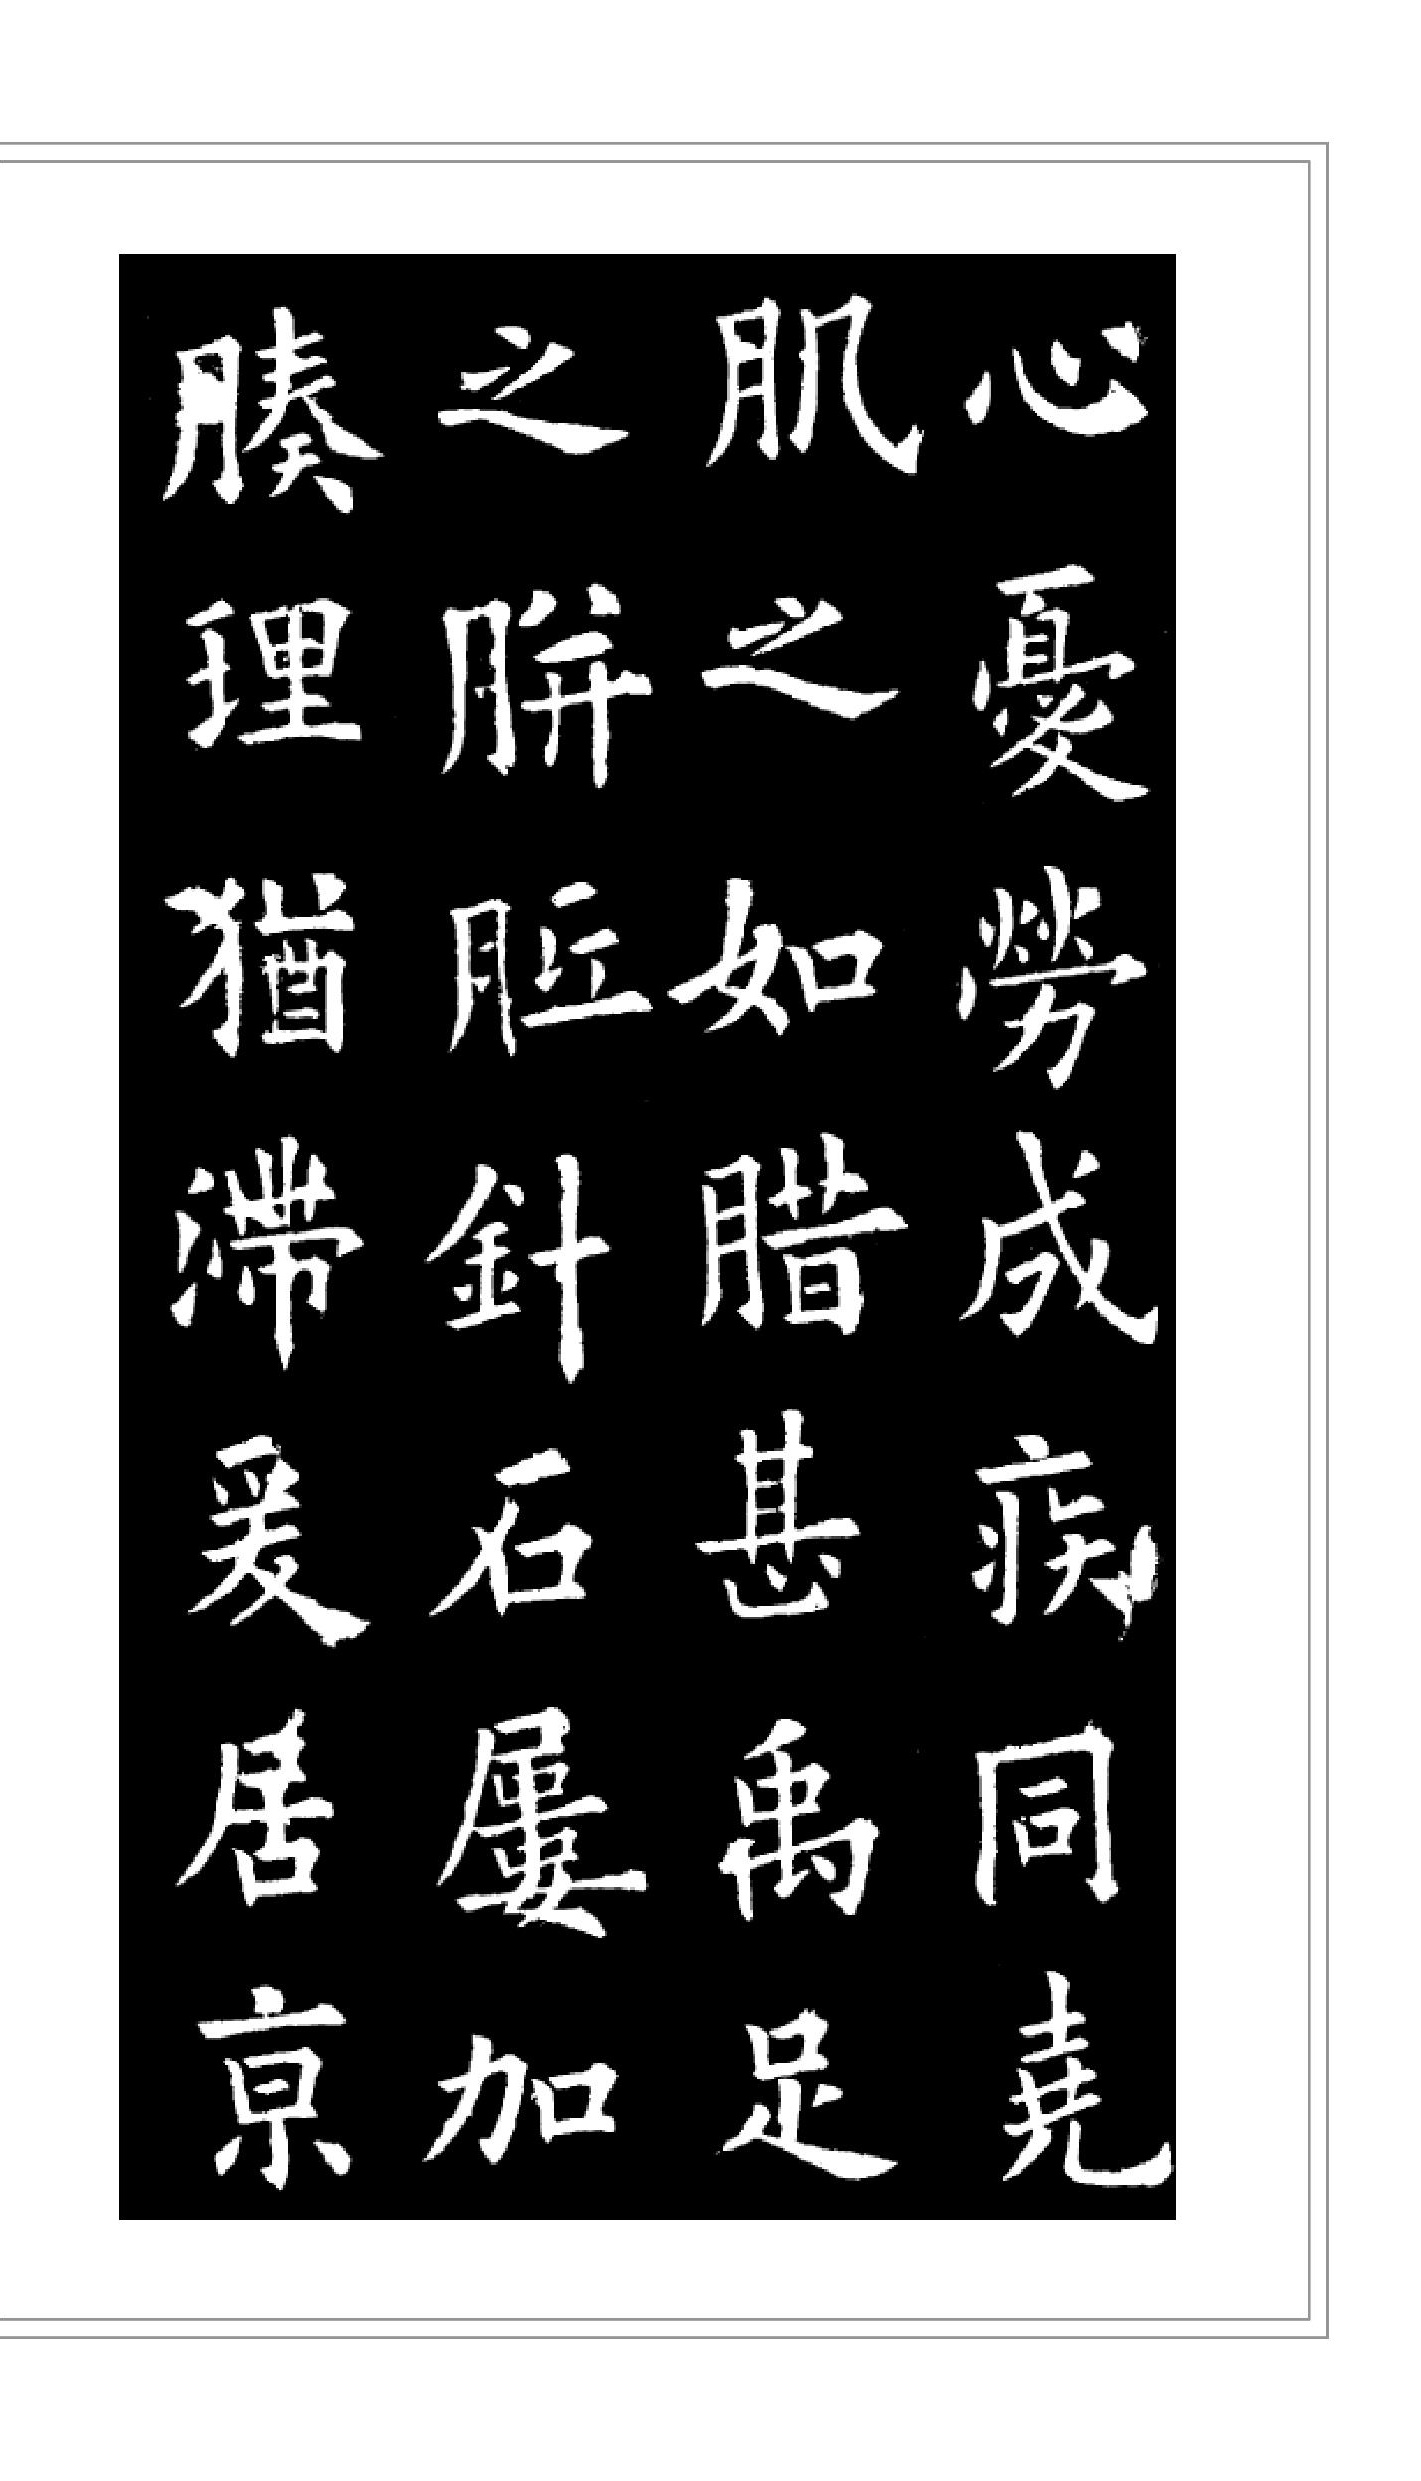 心憂勞成疾同堯
肌之如腊甚禹足
之腁胝針石屢加
腠理猶滯爰居京